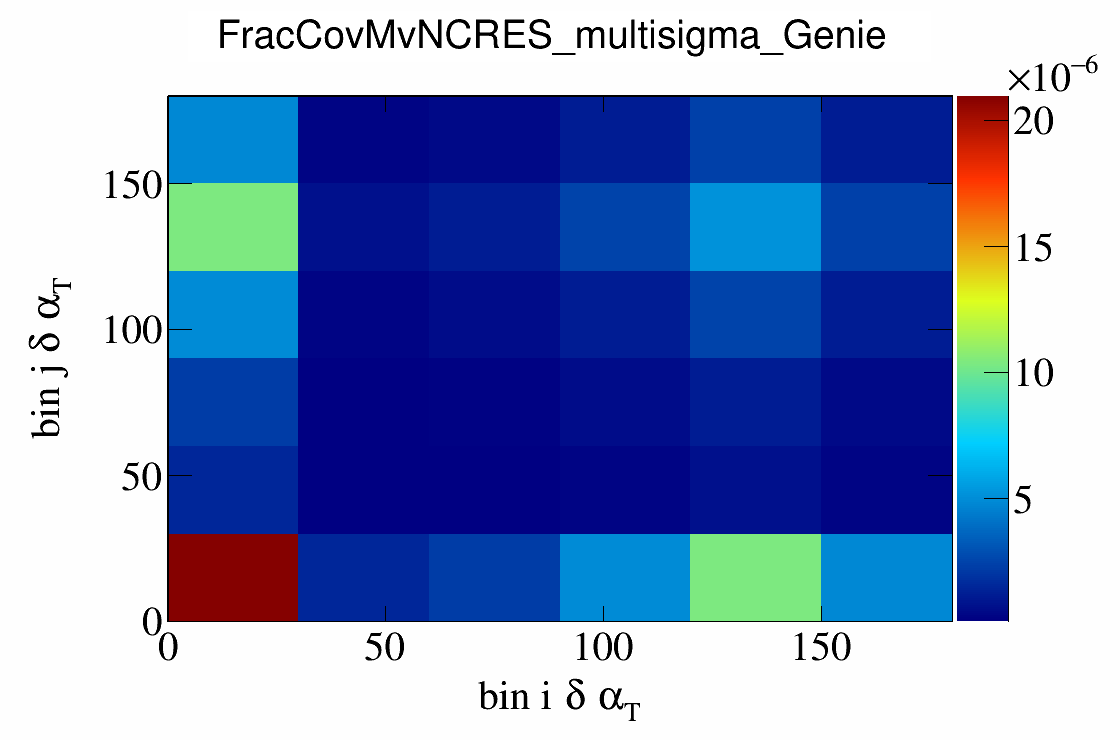 FracCovMvNCRES_multisigma_Genie
×10⁻⁶
20
15
10
5
150
100
50
0
0 50 100 150
bin j δ α_T
bin i δ α_T